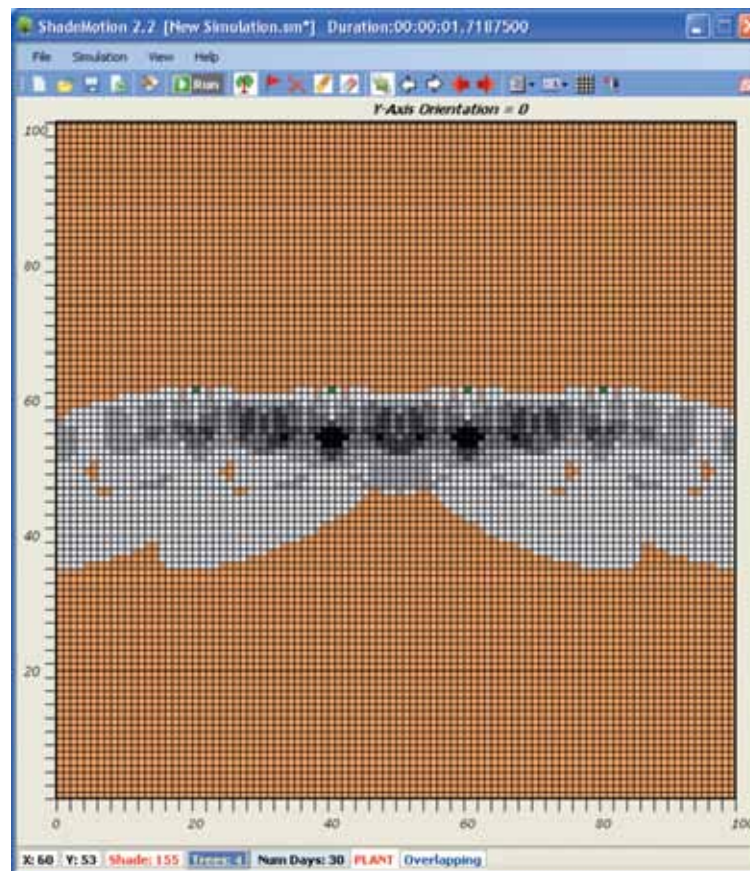 ShadeMotion 2.2 [New Simulation.sm*] Duration:00:00:01.7187500
File Simulation View Help
Run
Y-Axis Orientation = 0
100
80
60
40
20
0 20 40 60 80 100
X: 60 Y: 53 Shade: 155 Trees: 4 Num Days: 30 PLANT Overlapping